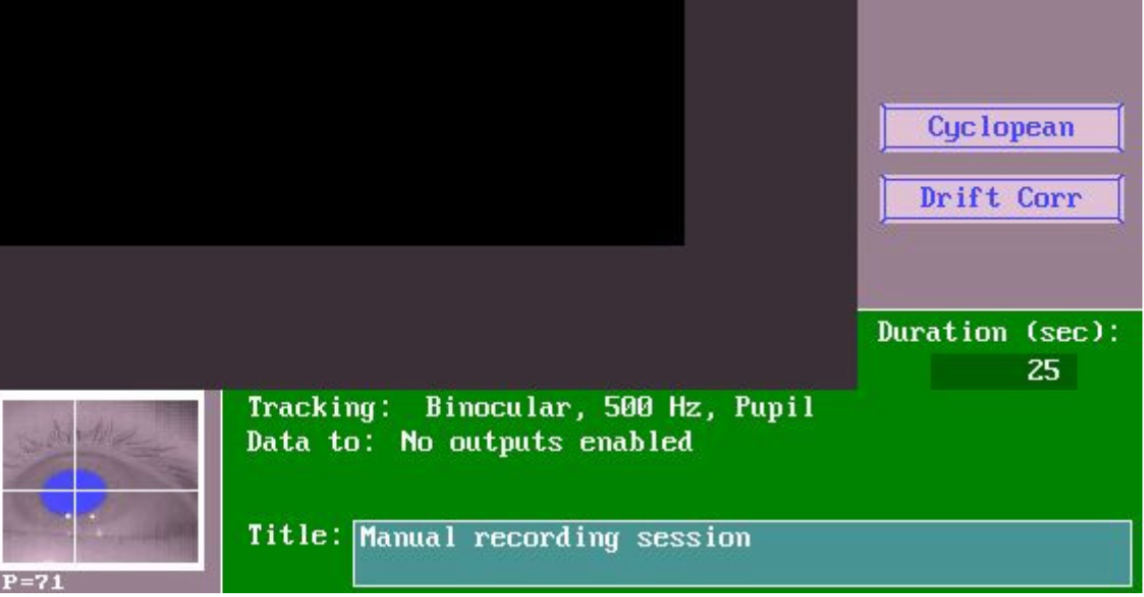 Cyclopean
Drift Corr
Duration (sec):
25
Tracking: Binocular, 500 Hz, Pupil
Data to: No outputs enabled
Title: Manual recording session
P=71